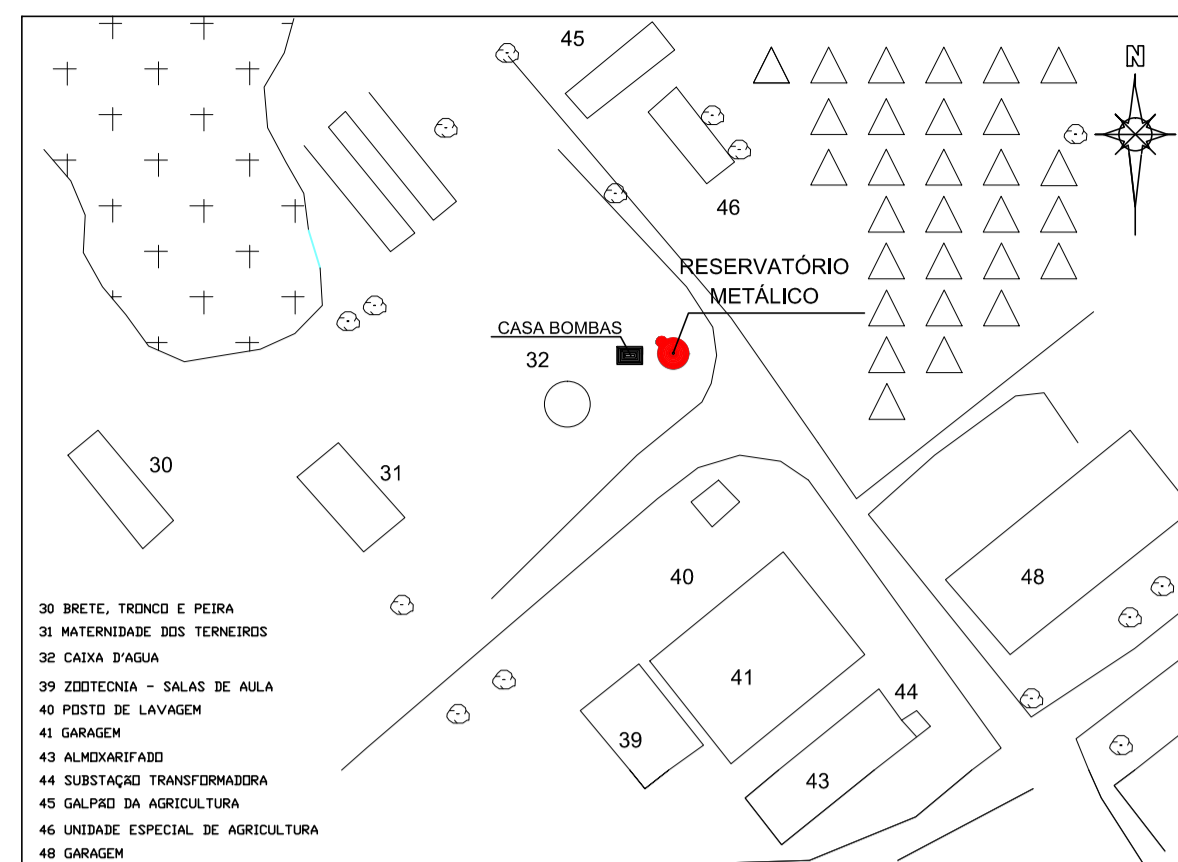 45
N
46
RESERVATÓRIO
METÁLICO
CASA BOMBAS
32
30
31
40
48
41
44
39
43
30 BRETE, TRONCO E PEIRA
31 MATERNIDADE DOS TERNEIROS
32 CAIXA D'AGUA
39 ZOOTECNIA - SALAS DE AULA
40 POSTO DE LAVAGEM
41 GARAGEM
43 ALMOXARIFADO
44 SUBSTAÇÃO TRANSFORMADORA
45 GALPÃO DA AGRICULTURA
46 UNIDADE ESPECIAL DE AGRICULTURA
48 GARAGEM